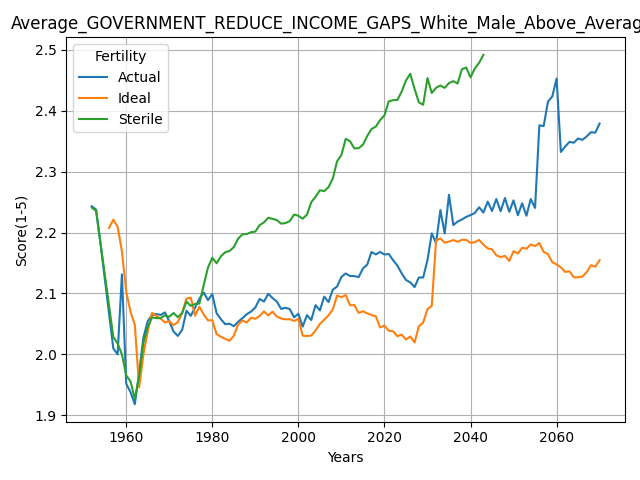 Average_GOVERNMENT_REDUCE_INCOME_GAPS_White_Male_Above_Averag
Fertility
Actual
Ideal
Sterile
Score(1-5)
2.5
2.4
2.3
2.2
2.1
2.0
1.9
1960 1980 2000 2020 2040 2060
Years